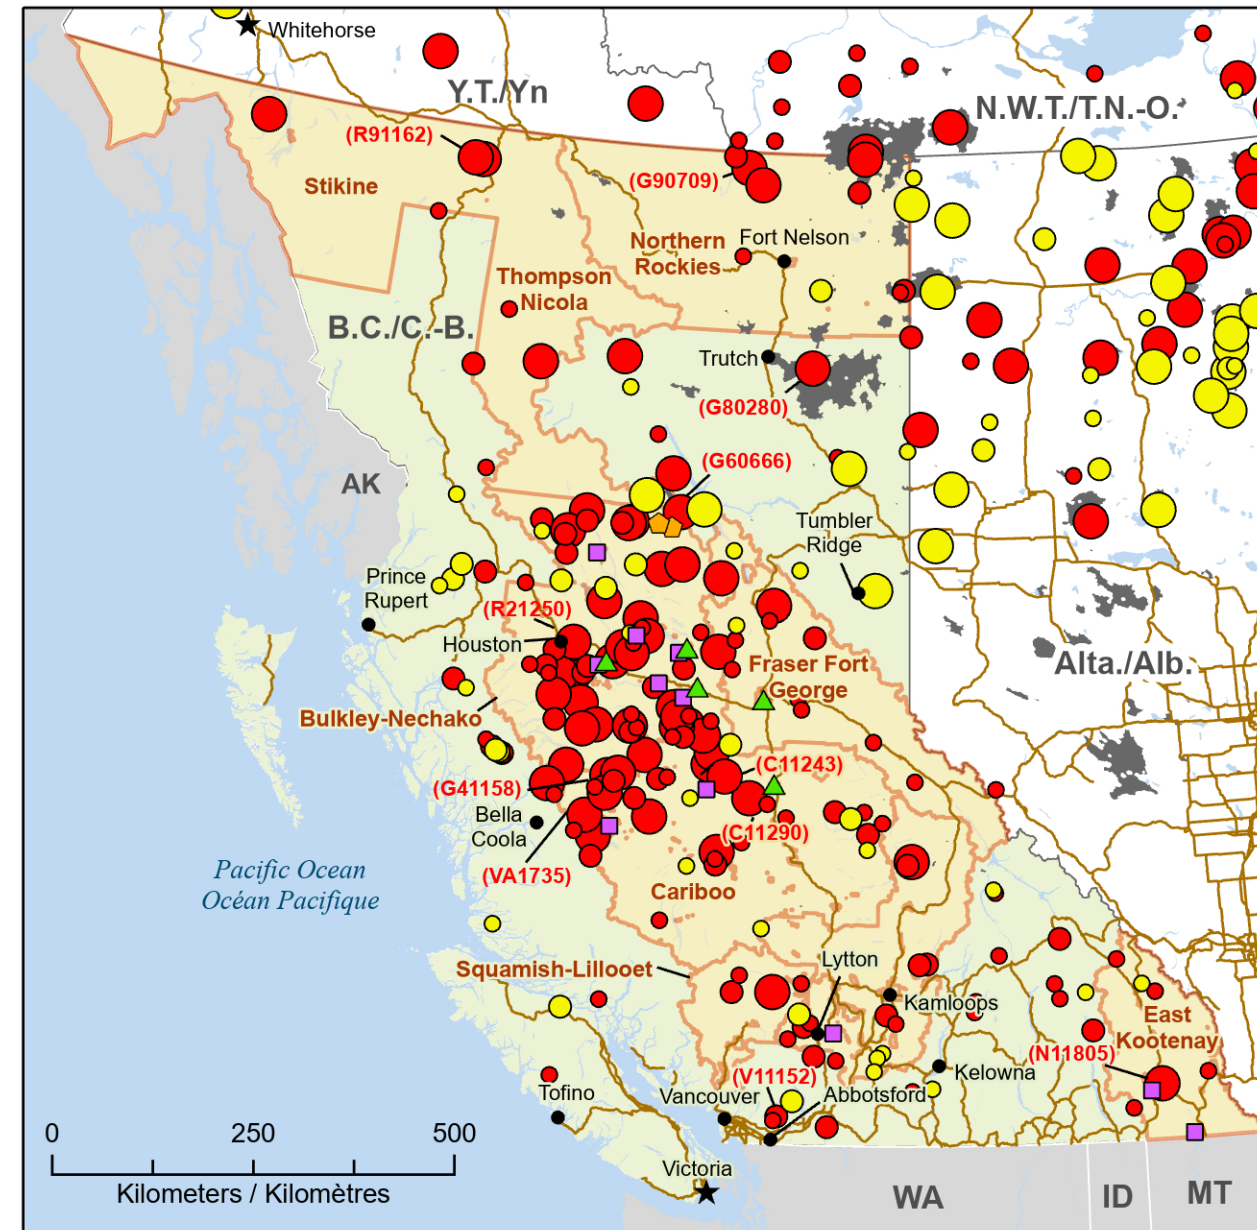 Whitehorse
Y.T./Yn
N.W.T./T.N.-O.
(R91162)
Stikine
(G90709)
Northern
Rockies
Fort Nelson
Thompson
Nicola
B.C./C.-B.
Trutch
(G80280)
(G60666)
AK
Tumbler
Ridge
Prince
Rupert
(R21250)
Houston
Fraser Fort
George
Alta./Alb.
Bulkley-Nechako
(C11243)
(G41158)
Bella
Coola
(C11290)
(VA1735)
Cariboo
Pacific Ocean
Océan Pacifique
Squamish-Lillooet
Lytton
Kamloops
East
Kootenay
(N11805)
(V11152)
Kelowna
Tofino
Vancouver
Abbotsford
0 250 500
Kilometers / Kilomètres
Victoria
WA
ID
MT